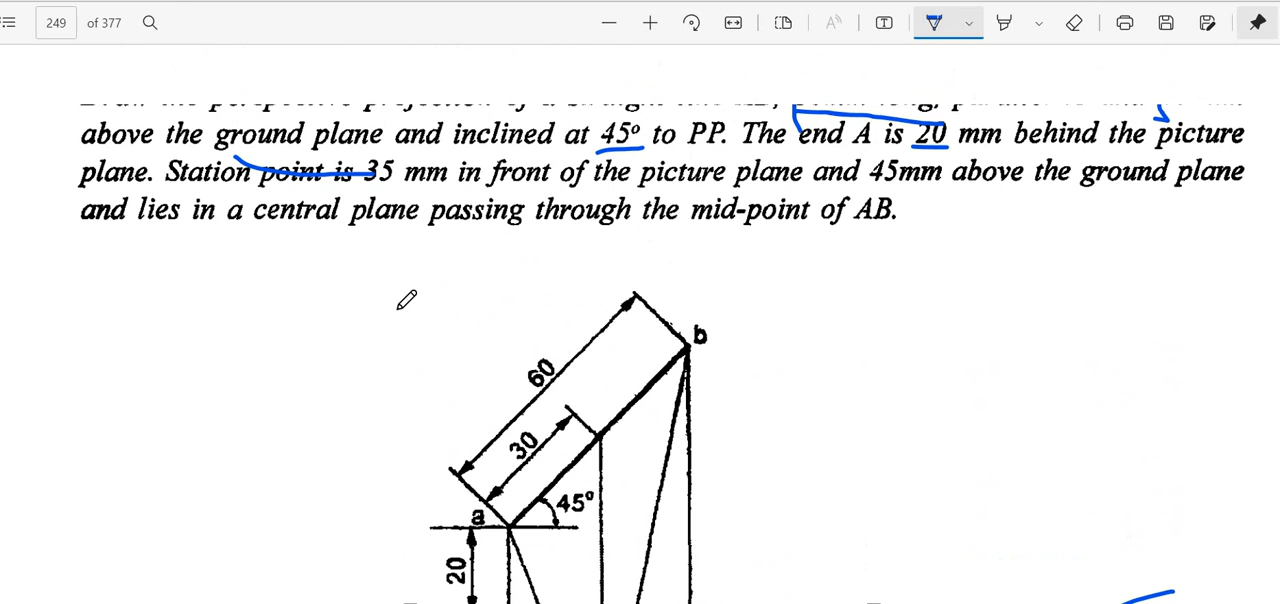 249 of 377
above the ground plane and inclined at 45º to PP. The end A is 20 mm behind the picture
plane. Station point is 35 mm in front of the picture plane and 45mm above the ground plane
and lies in a central plane passing through the mid-point of AB.
b
60
30
45º
a
20